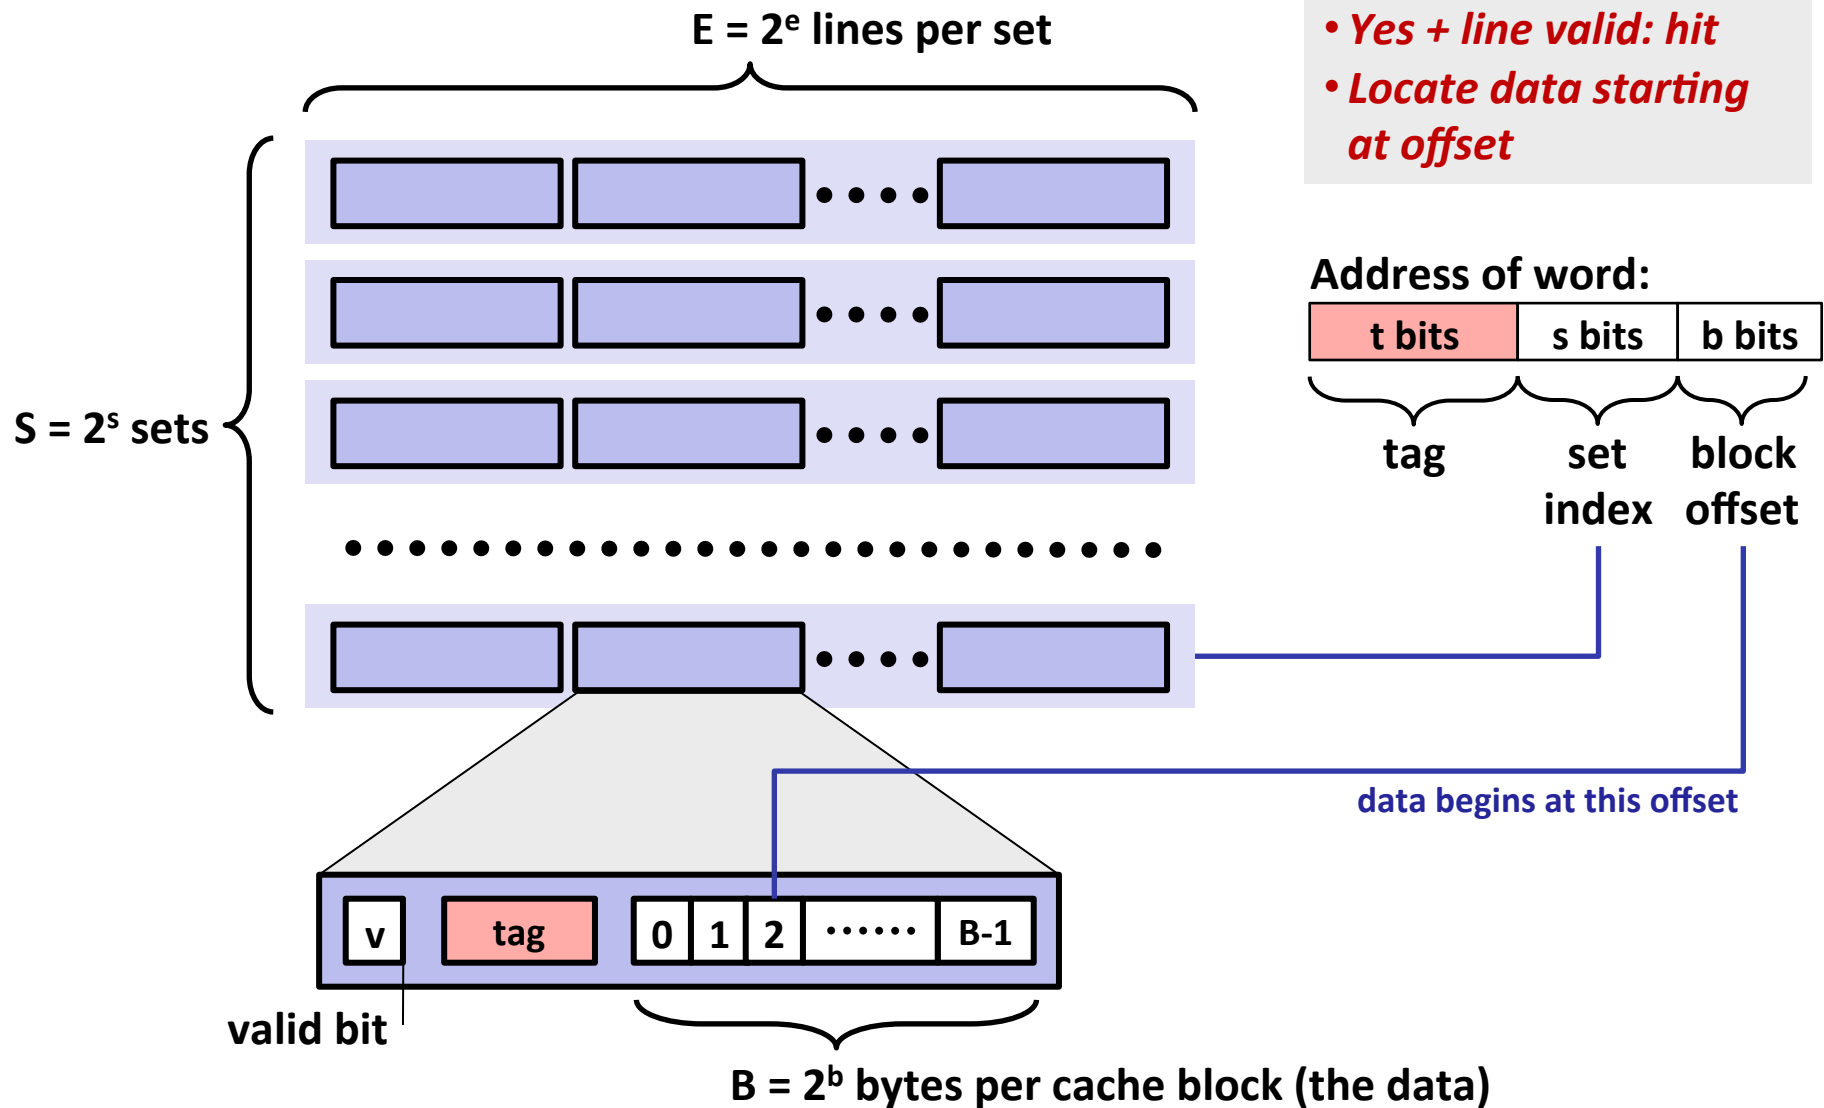 E = 2ᵉ lines per set
• Yes + line valid: hit
• Locate data starting
at offset
Address of word:
t bits s bits b bits
S = 2ˢ sets
tag set block
index offset
data begins at this offset
v tag 0 1 2 •••••• B-1
valid bit
B = 2ᵇ bytes per cache block (the data)